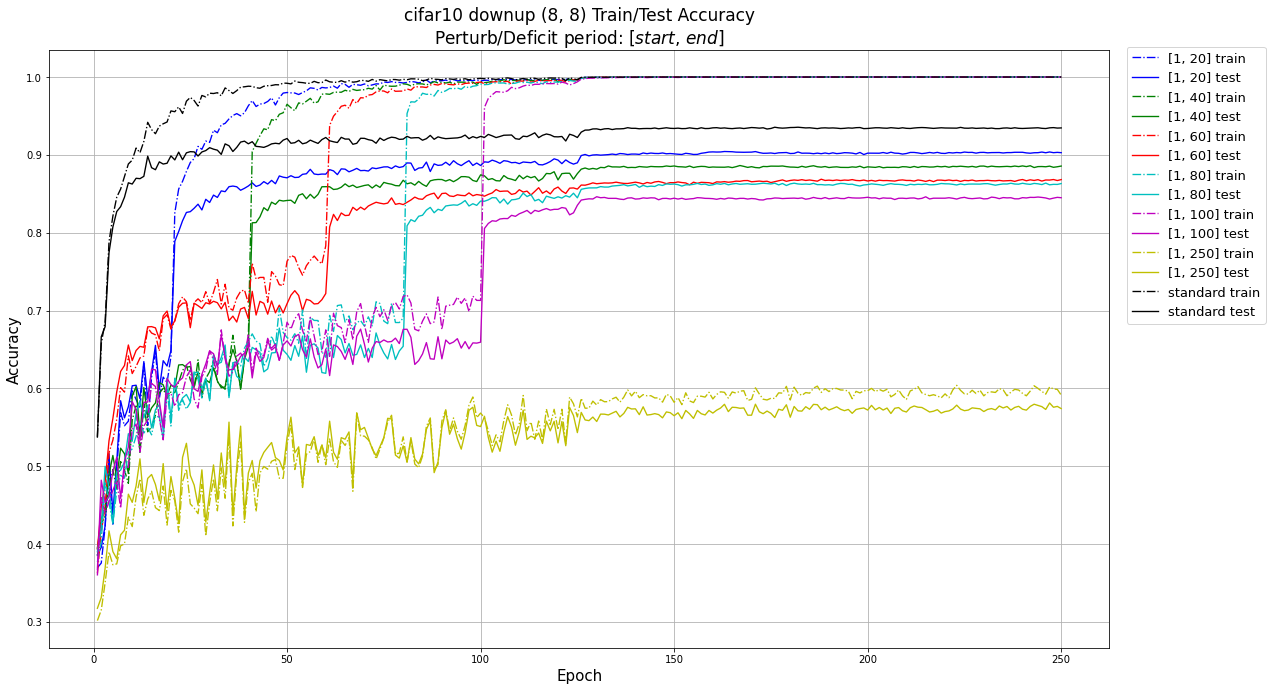 cifar10 downup (8, 8) Train/Test Accuracy
Perturb/Deficit period: [start, end]
Accuracy
1.0
0.9
0.8
0.7
0.6
0.5
0.4
0.3
0
50
100
150
200
250
Epoch
[1, 20] train
[1, 20] test
[1, 40] train
[1, 40] test
[1, 60] train
[1, 60] test
[1, 80] train
[1, 80] test
[1, 100] train
[1, 100] test
[1, 250] train
[1, 250] test
standard train
standard test